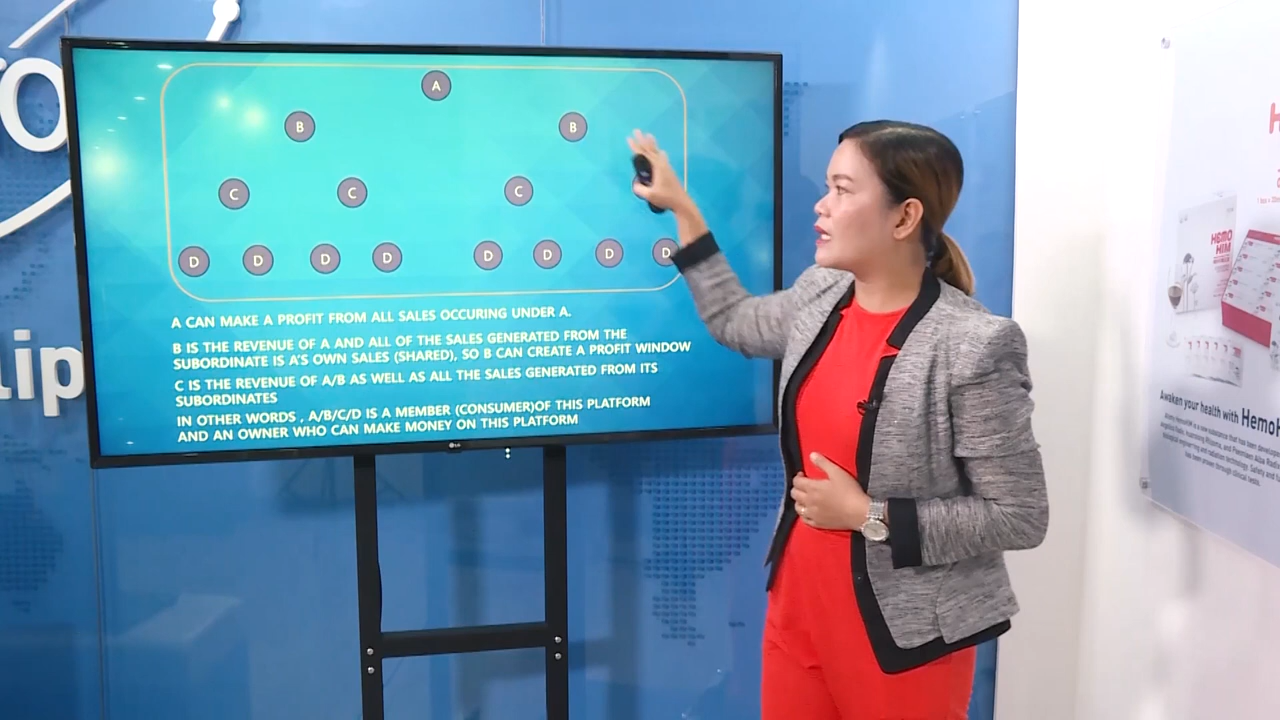 A
B B
C C C
D D D D D D D D
A CAN MAKE A PROFIT FROM ALL SALES OCCURING UNDER A.
B IS THE REVENUE OF A AND ALL OF THE SALES GENERATED FROM THE
SUBORDINATE IS A'S OWN SALES (SHARED), SO B CAN CREATE A PROFIT WINDOW
C IS THE REVENUE OF A/B AS WELL AS ALL THE SALES GENERATED FROM ITS
SUBORDINATES
IN OTHER WORDS , A/B/C/D IS A MEMBER (CONSUMER)OF THIS PLATFORM
AND AN OWNER WHO CAN MAKE MONEY ON THIS PLATFORM
LG
lip
HEMO
HIM
Awaken your health with Hemo